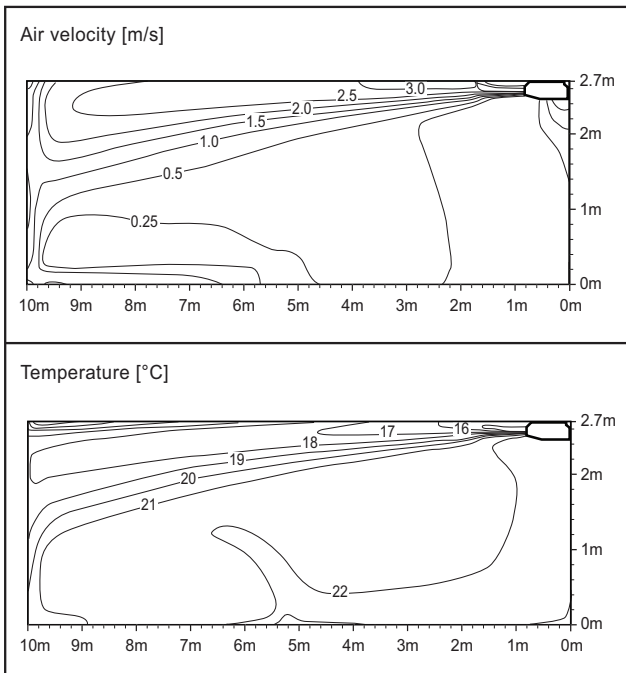 Air velocity [m/s]
2.7m
3.0
2.5
2.0
1.5
2m
1.0
0.5
1m
0.25
0m
10m 9m 8m 7m 6m 5m 4m 3m 2m 1m 0m
Temperature [°C]
2.7m
17 16
18
19
2m
20
21
1m
22
0m
10m 9m 8m 7m 6m 5m 4m 3m 2m 1m 0m